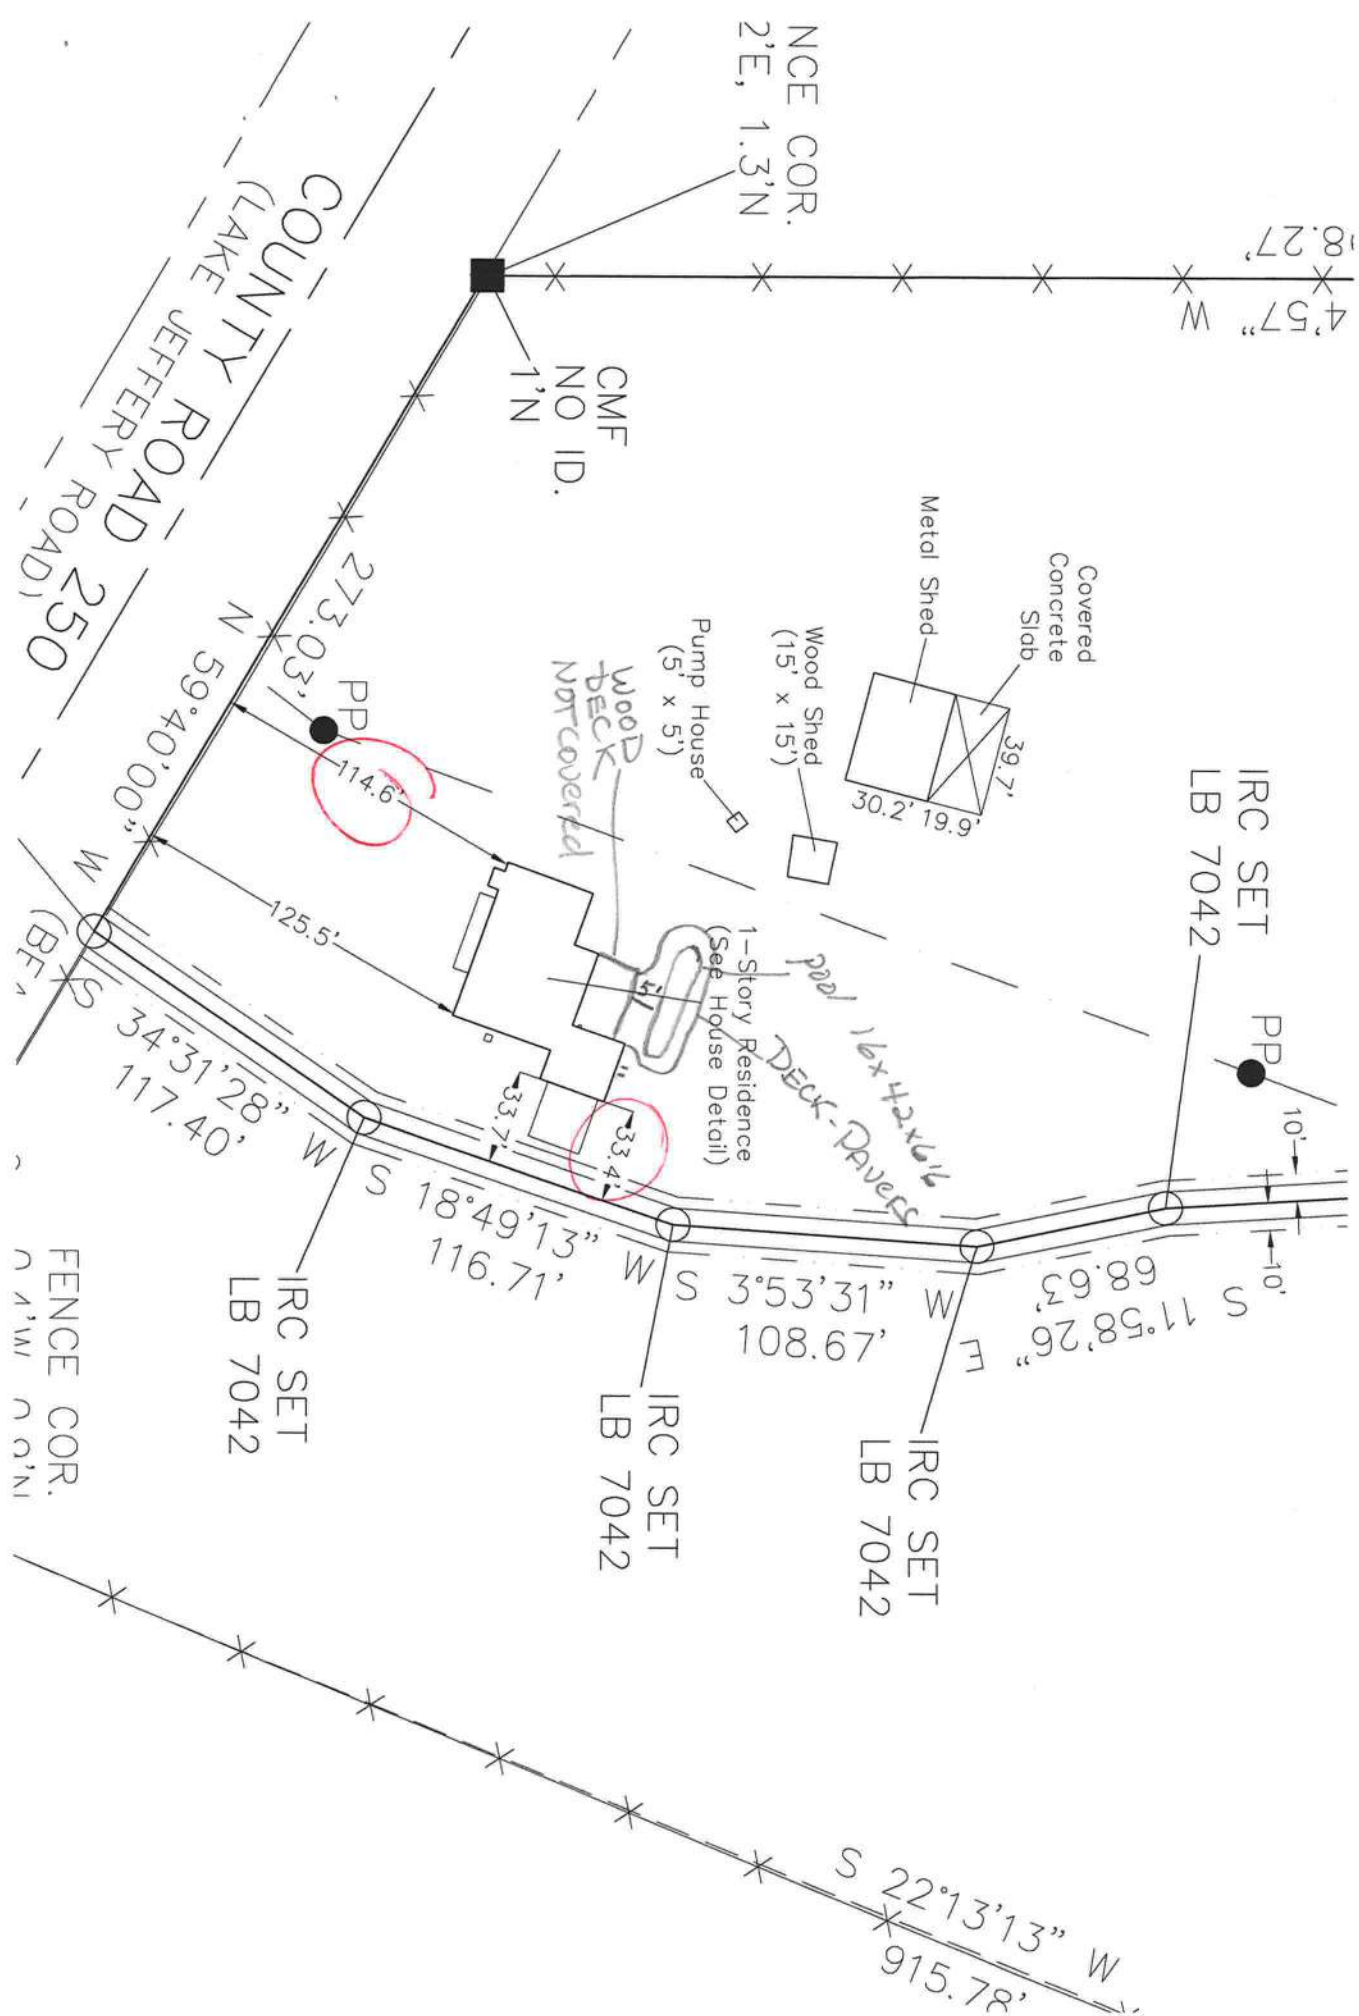 NCE COR.
2'E, 1.3'N
8.27'
4'57" W
CMF
NO ID.
1'N
COUNTY ROAD 250
(LAKE JEFFERY ROAD)
273.03'
N 59°40'00" W
PP
114.6'
125.5'
Metal Shed
Covered
Concrete
Slab
39.7'
30.2' 19.9'
Wood Shed
(15' x 15')
Pump House
(5' x 5')
WOOD
DECK
NOT COVERED
1-Story Residence
(See House Detail)
5'
POOL 16x42x6'6
DECK-PAVERS
33.7'
33.4'
IRC SET
LB 7042
PP
10'
10'
S 11°58'26" E
68.63'
S 3°53'31" W
108.67'
S 18°49'13" W
116.71'
S 34°31'28" W
117.40'
IRC SET
LB 7042
IRC SET
LB 7042
IRC SET
LB 7042
FENCE COR.
S 22°13'13" W
915.78'